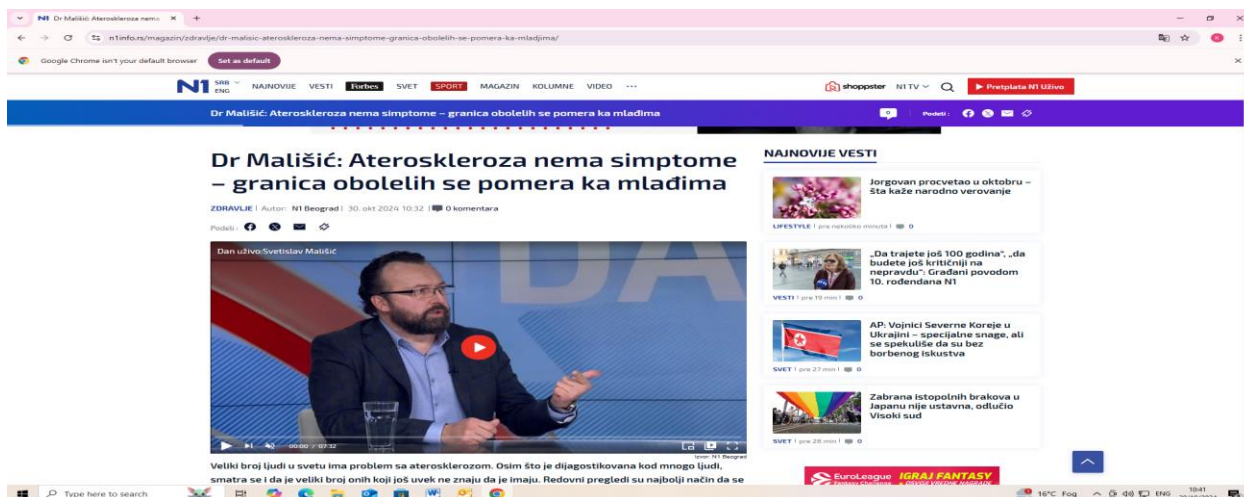 N1 Dr Mališić: Ateroskleroza nema
n1info.rs/magazin/zdravlje/dr-malisic-ateroskleroza-nema-simptome-granica-obolelih-se-pomera-ka-mladjima/
Google Chrome isn't your default browser Set as default
N1 SRB ENG NAJNOVIJE VESTI Forbes SVET SPORT MAGAZIN KOLUMNE VIDEO ... shoppster N1 TV Pretplata N1 Uživo
Dr Mališić: Ateroskleroza nema simptome – granica obolelih se pomera ka mlađima 0 Podeli:
Dr Mališić: Ateroskleroza nema simptome
– granica obolelih se pomera ka mlađima
ZDRAVLJE | Autor: N1 Beograd | 30. okt 2024 10:32 | 0 komentara
Podeli:
Dan uživo:Svetislav Mališić
DA
00:00 / 07:32
Izvor: N1 Beograd
Veliki broj ljudi u svetu ima problem sa aterosklerozom. Osim što je dijagostikovana kod mnogo ljudi,
smatra se i da je veliki broj onih koji još uvek ne znaju da je imaju. Redovni pregledi su najbolji način da se
NAJNOVIJE VESTI
Jorgovan procvetao u oktobru –
šta kaže narodno verovanje
LIFESTYLE | pre nekoliko minuta | 0
„Da trajete još 100 godina“, „da
budete još kritičniji na
nepravdu“: Građani povodom
10. rođendana N1
VESTI | pre 19 min | 0
AP: Vojnici Severne Koreje u
Ukrajini – specijalne snage, ali
se spekuliše da su bez
borbenog iskustva
SVET | pre 27 min | 0
Zabrana istopolnih brakova u
Japanu nije ustavna, odlučio
Visoki sud
SVET | pre 28 min | 0
EuroLeague IGRAJ FANTASY
Fantasy Challenge
Type here to search 16°C Fog ENG 10:41
30/10/2024